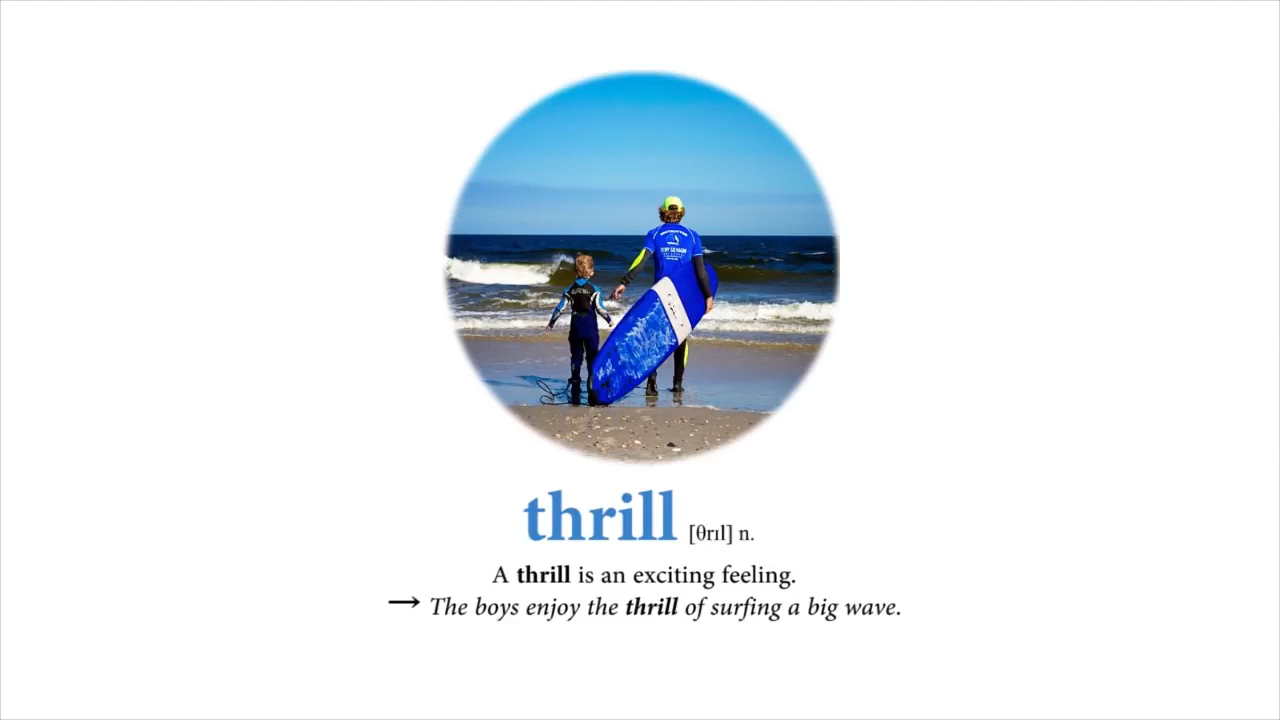 thrill [θrɪl] n.
A thrill is an exciting feeling.
→ The boys enjoy the thrill of surfing a big wave.